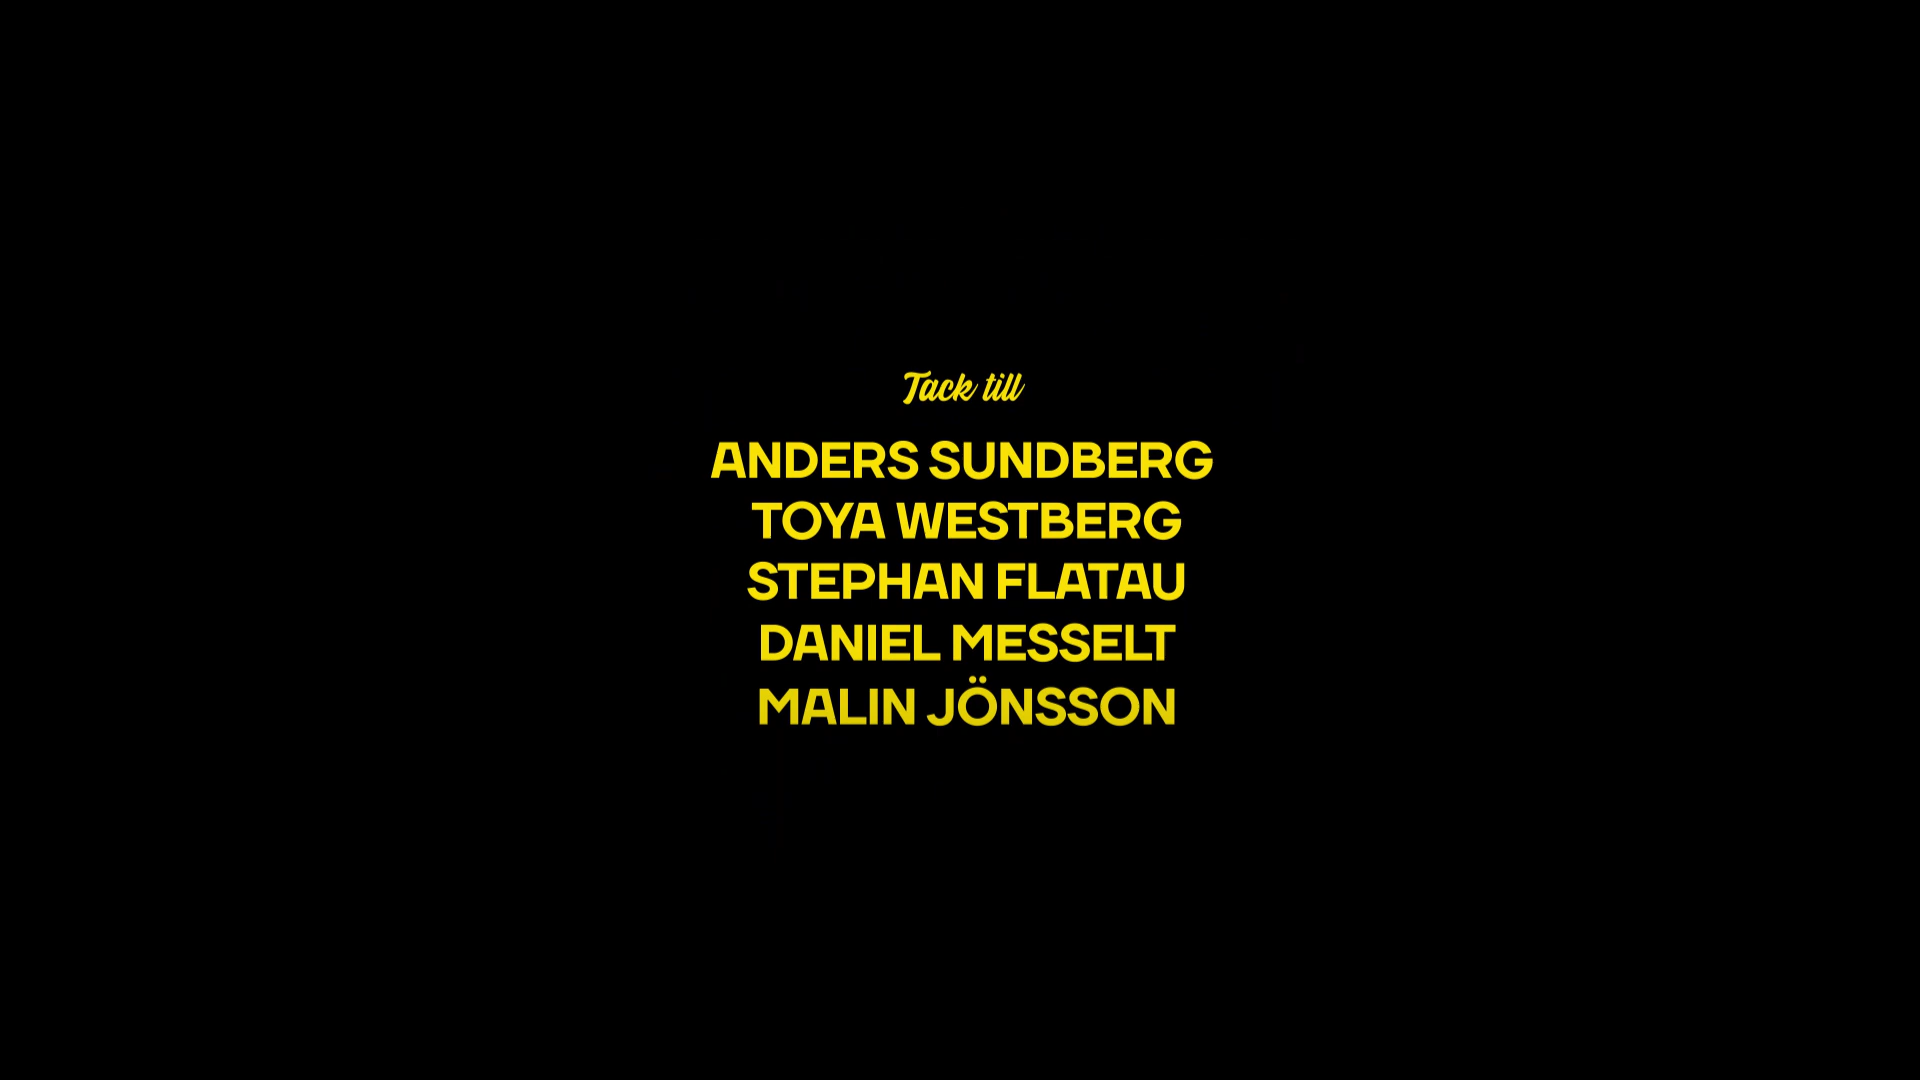 Tack till
ANDERS SUNDBERG
TOYA WESTBERG
STEPHAN FLATAU
DANIEL MESSELT
MALIN JÖNSSON